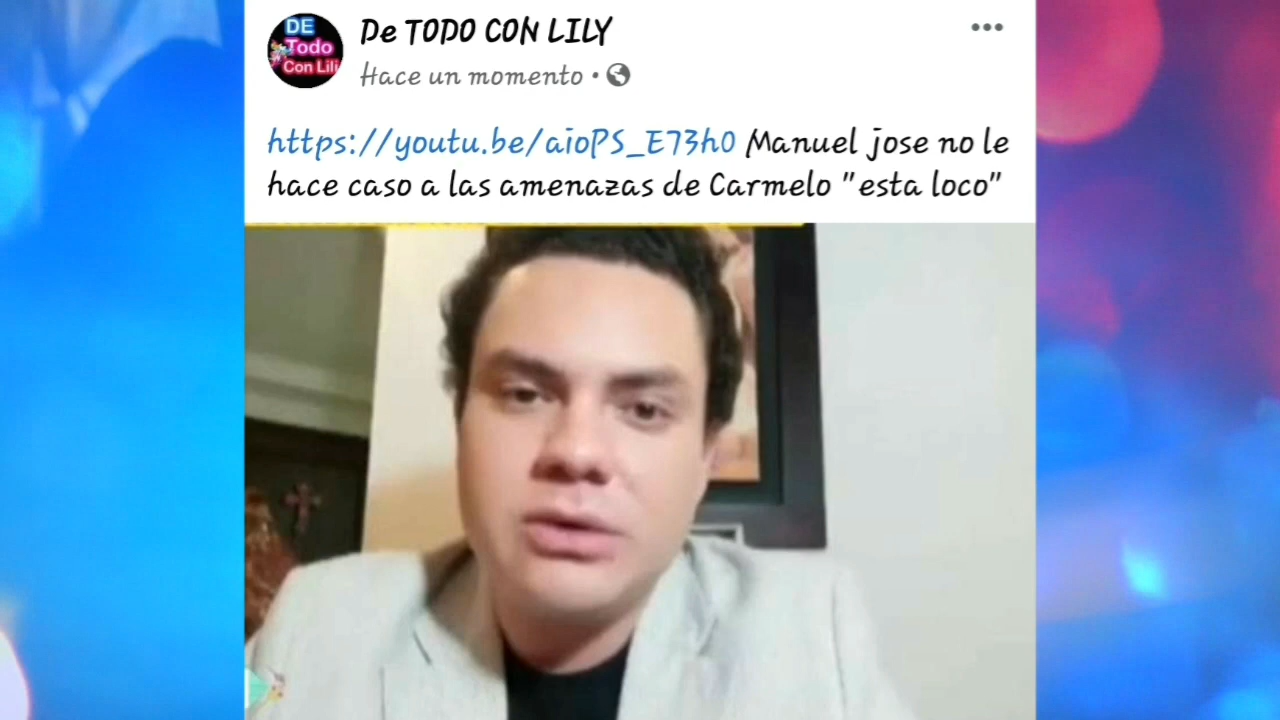 DE
Todo
Con Lili
De TODO CON LILY
Hace un momento •
https://youtu.be/aioPS_E73h0 Manuel jose no le
hace caso a las amenazas de Carmelo "esta loco"